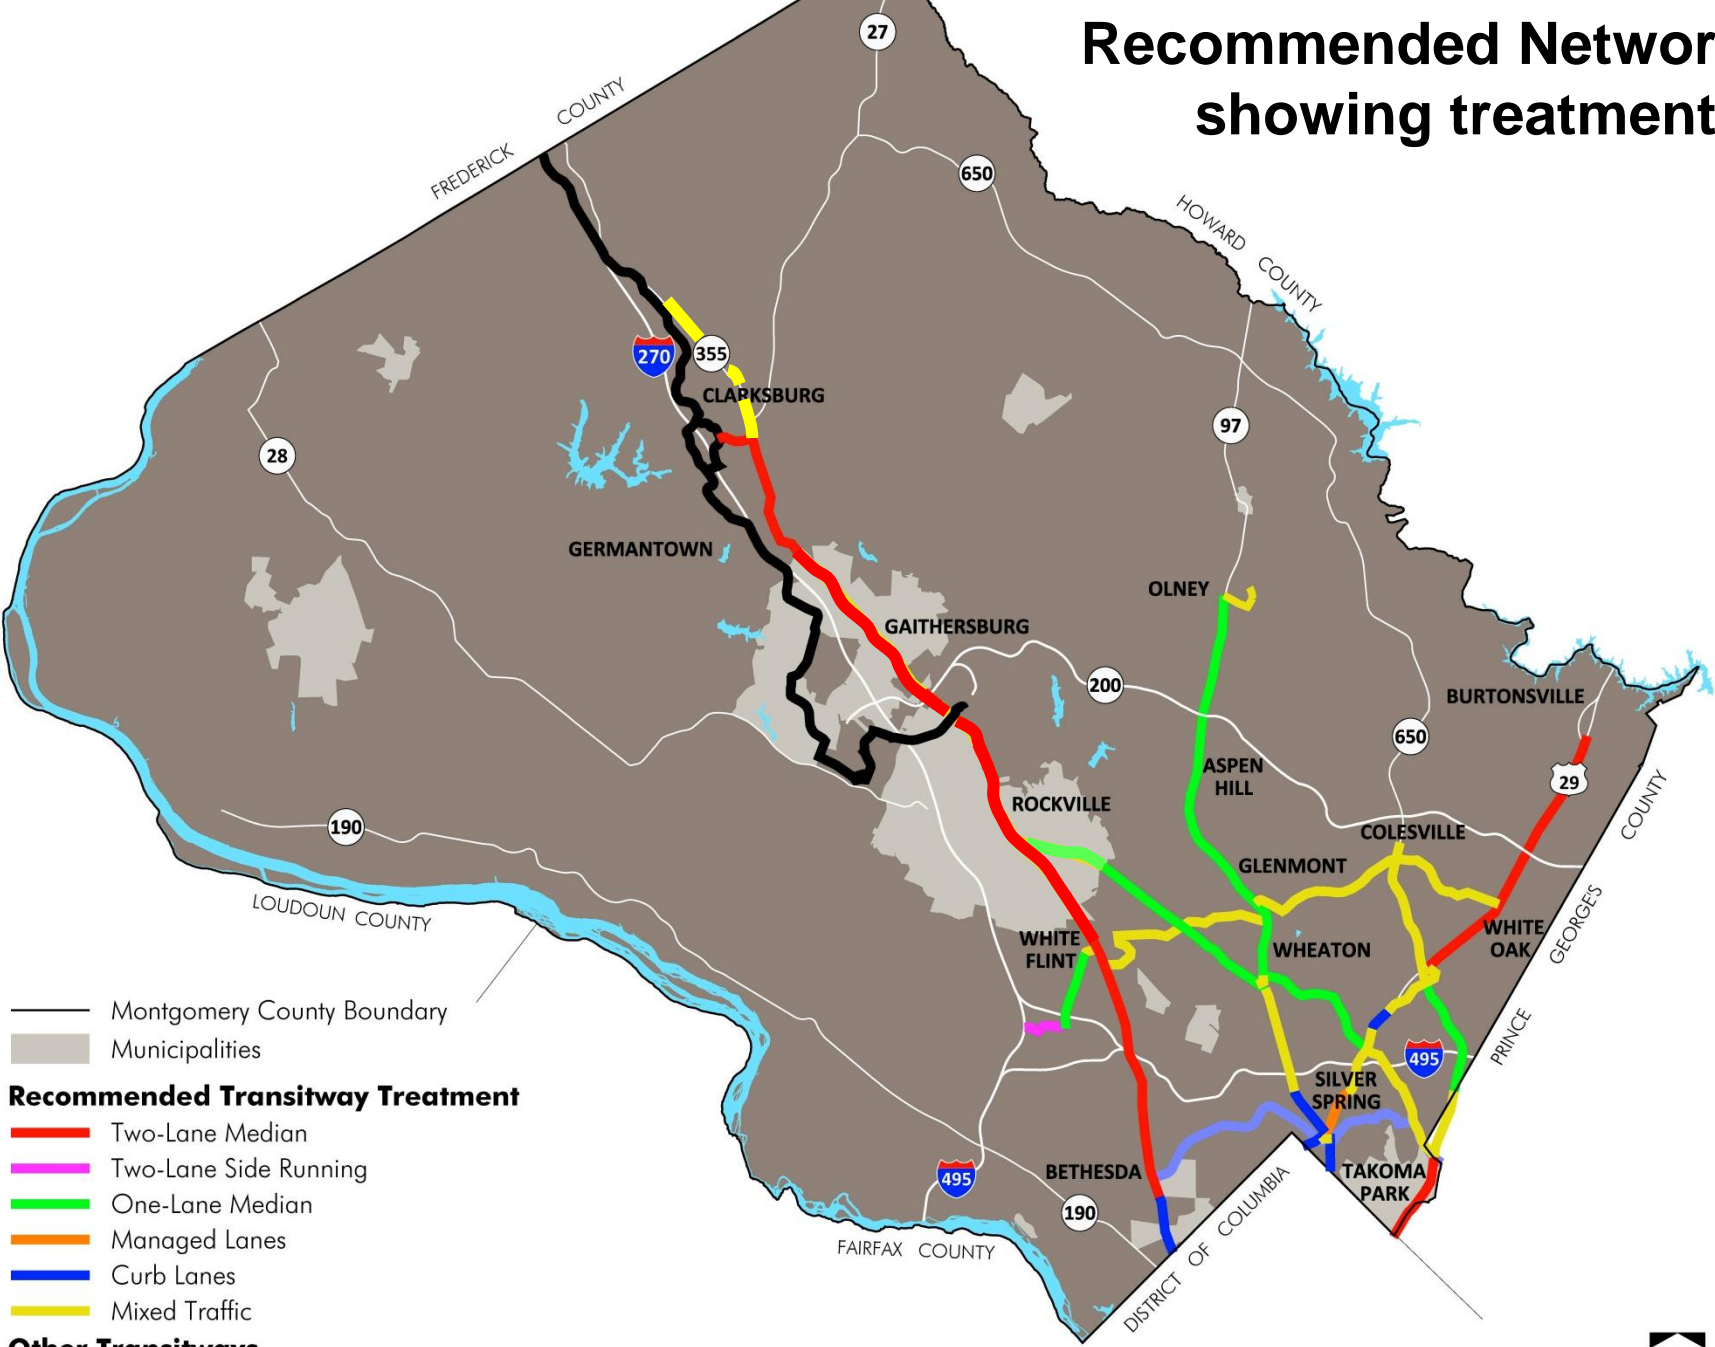 Recommended Networ
showing treatment
27
FREDERICK COUNTY
650
HOWARD COUNTY
270
355
CLARKSBURG
97
28
GERMANTOWN
OLNEY
GAITHERSBURG
200
BURTONSVILLE
650
ASPEN
HILL
29
ROCKVILLE
COLESVILLE
190
GLENMONT
COUNTY
LOUDOUN COUNTY
WHITE
FLINT
WHEATON
WHITE
OAK
GEORGE'S
PRINCE
495
SILVER
SPRING
BETHESDA
TAKOMA
PARK
495
190
FAIRFAX COUNTY
DISTRICT OF COLUMBIA
Montgomery County Boundary
Municipalities
Recommended Transitway Treatment
Two-Lane Median
Two-Lane Side Running
One-Lane Median
Managed Lanes
Curb Lanes
Mixed Traffic
Other Transitways